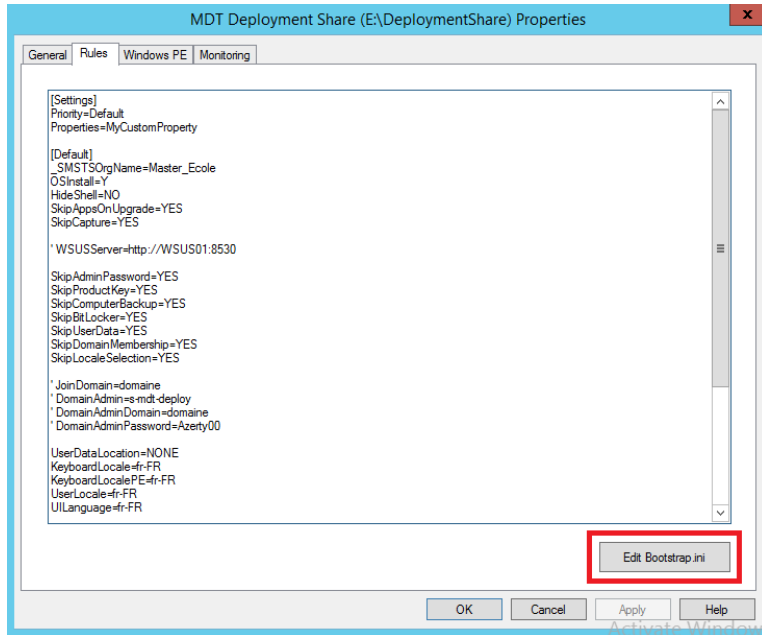 MDT Deployment Share (E:\DeploymentShare) Properties
x
General Rules Windows PE Monitoring
[Settings]
Priority=Default
Properties=MyCustomProperty
[Default]
_SMSTSOrgName=Master_Ecole
OSInstall=Y
HideShell=NO
SkipAppsOnUpgrade=YES
SkipCapture=YES
' WSUSServer=http://WSUS01:8530
SkipAdminPassword=YES
SkipProductKey=YES
SkipComputerBackup=YES
SkipBitLocker=YES
SkipUserData=YES
SkipDomainMembership=YES
SkipLocaleSelection=YES
' JoinDomain=domaine
' DomainAdmin=s-mdt-deploy
' DomainAdminDomain=domaine
' DomainAdminPassword=Azerty00
UserDataLocation=NONE
KeyboardLocale=fr-FR
KeyboardLocalePE=fr-FR
UserLocale=fr-FR
UILanguage=fr-FR
Edit Bootstrap.ini
OK Cancel Apply Help
Activate Window